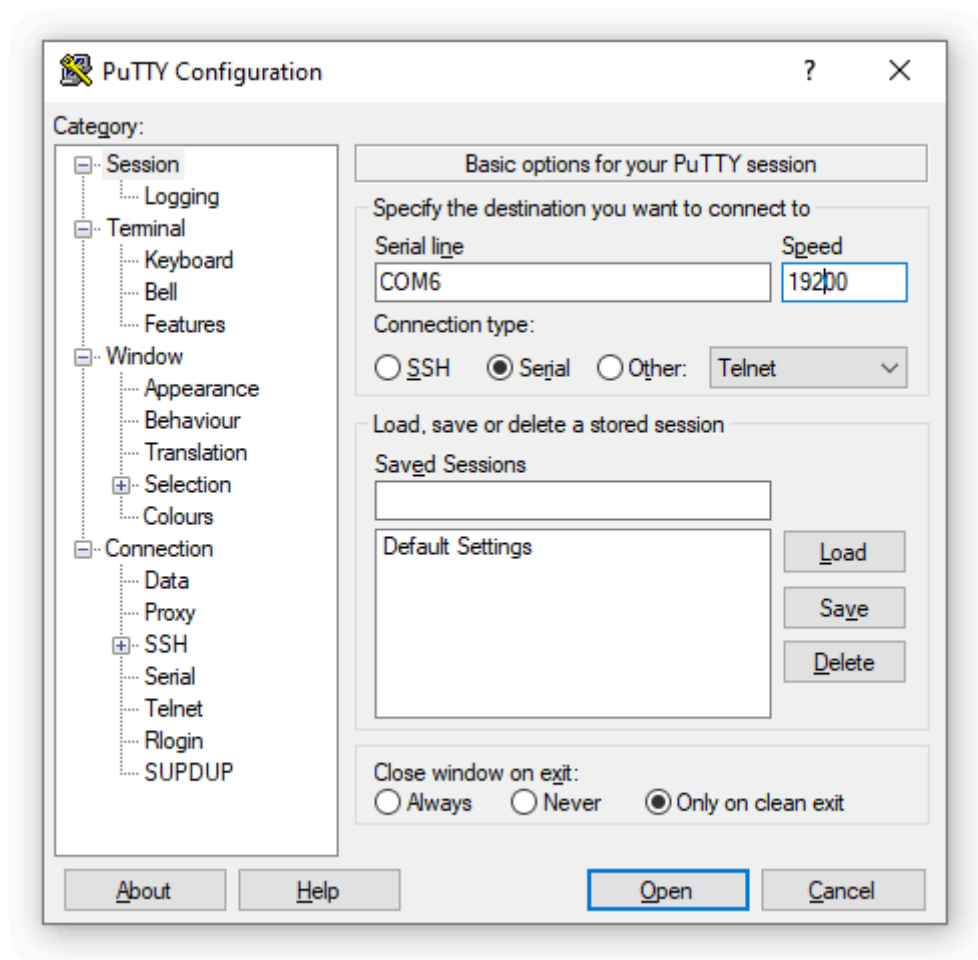 PuTTY Configuration
?
Category:
Session
Logging
Terminal
Keyboard
Bell
Features
Window
Appearance
Behaviour
Translation
Selection
Colours
Connection
Data
Proxy
SSH
Serial
Telnet
Rlogin
SUPDUP
Basic options for your PuTTY session
Specify the destination you want to connect to
Serial line Speed
COM6 19200
Connection type:
SSH Serial Other: Telnet
Load, save or delete a stored session
Saved Sessions
Default Settings
Load
Save
Delete
Close window on exit:
Always Never Only on clean exit
About Help Open Cancel